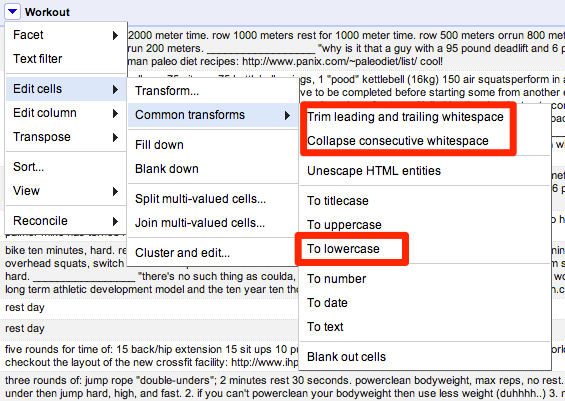 Workout
2000 meter time. row 1000 meters rest for 1000 meter time. row 500 meters orrun 800 meter
Facet
run 200 meters. __________________ "why is it that a guy with a 95 pound deadlift and 6 p
Text filter
man paleo diet recipes: http://www.panix.com/~paleodiet/list/ cool!
Edit cells
1 "pood" kettlebell (16kg) 150 air squatsperform in a
Transform...
to be completed before starting some from another
Edit column
Common transforms
Trim leading and trailing whitespace
Transpose
Fill down
Collapse consecutive whitespace
Sort...
Blank down
Unescape HTML entities
View
Split multi-valued cells...
To titlecase
Reconcile
Join multi-valued cells...
To uppercase
bike ten minutes, hard. re
Cluster and edit...
To lowercase
overhead squats, switch
hard. __________________ "there's no such thing as coulda,
To number
long term athletic development model and the ten year ten the
To date
rest day
rest day
To text
five rounds for time of: 15 back/hip extension 15 sit ups 10 pu
checkout the layout of the new crossfit facility: http://www.ihp
Blank out cells
three rounds of: jump rope "double-unders"; 2 minutes rest 30 seconds. powerclean bodyweight, max reps, no rest.
under then jump hard, high, and fast. 2. if you can't powerclean your bodyweight then use less weight (duhhhh..) 3.